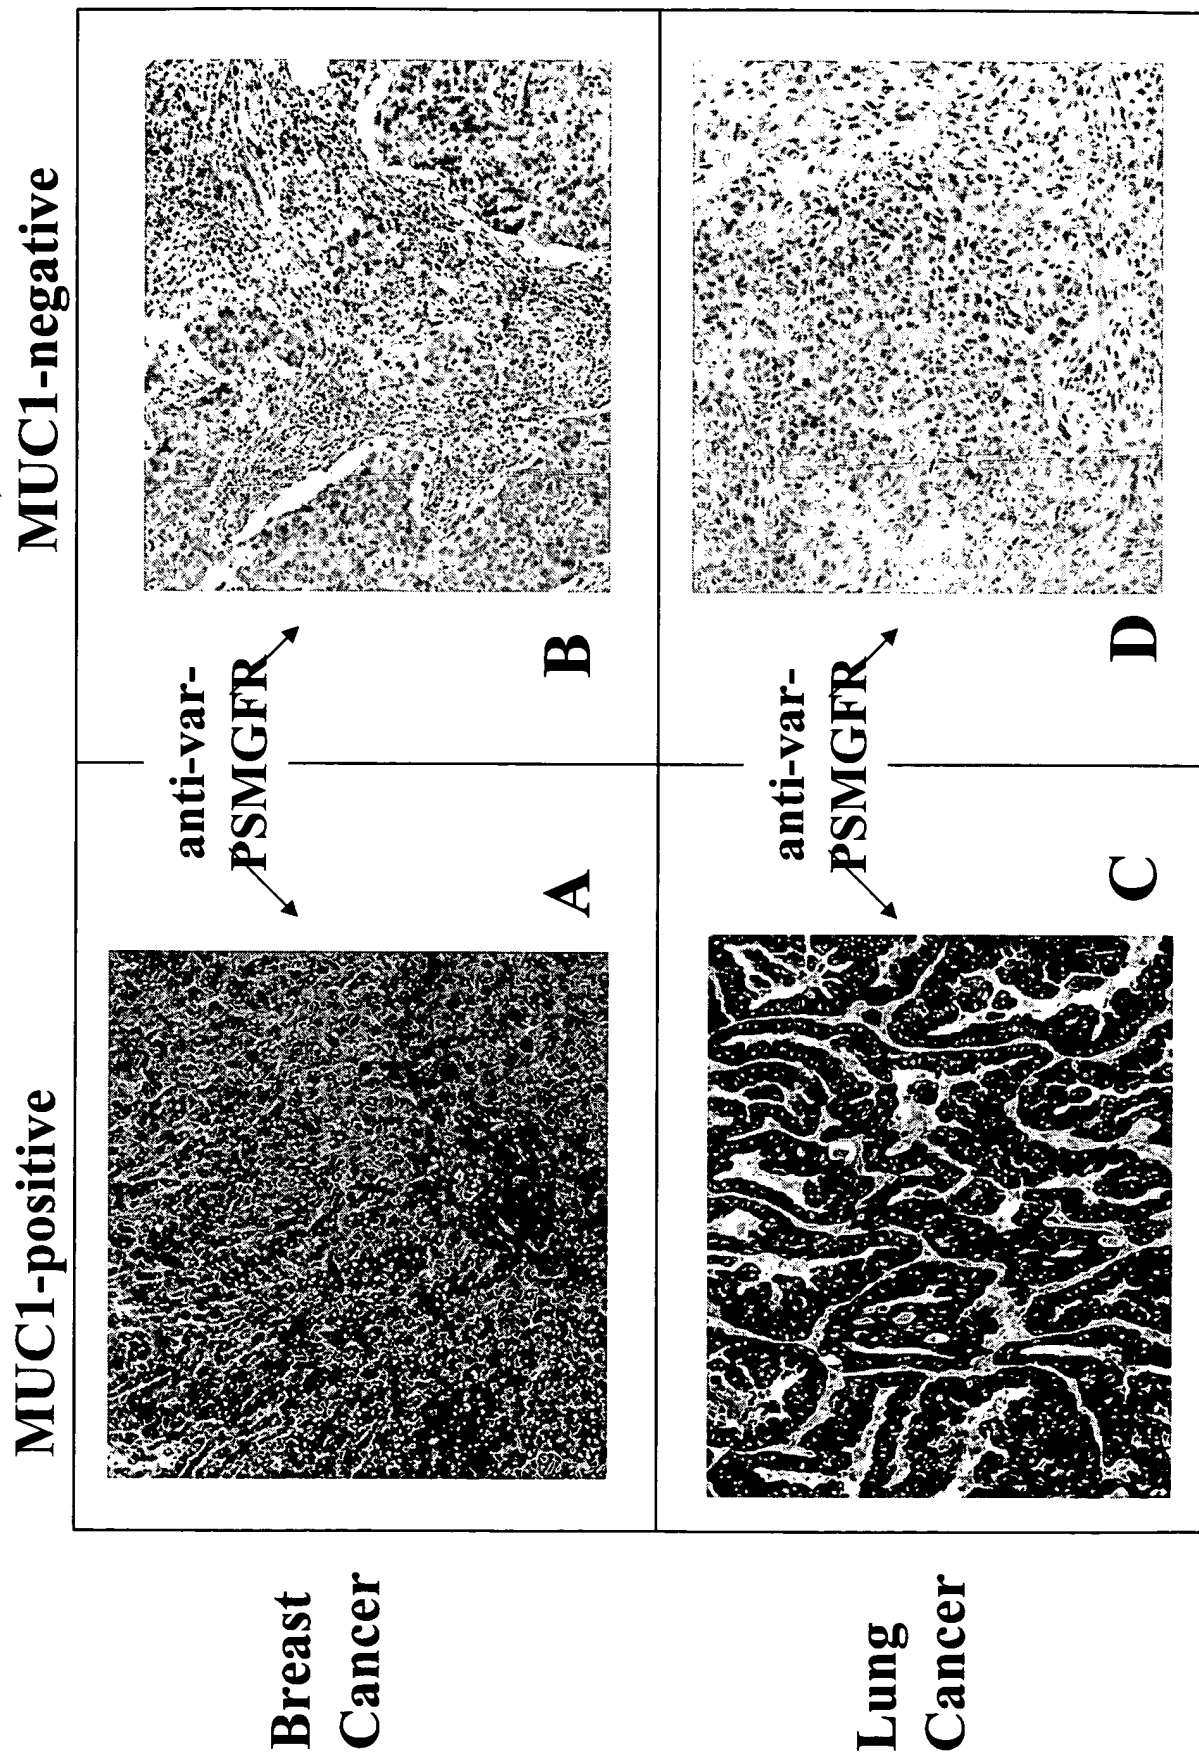 MUC1-positive
MUC1-negative
Breast
Cancer
anti-var-
PSMGFR
A
B
Lung
Cancer
anti-var-
PSMGFR
C
D